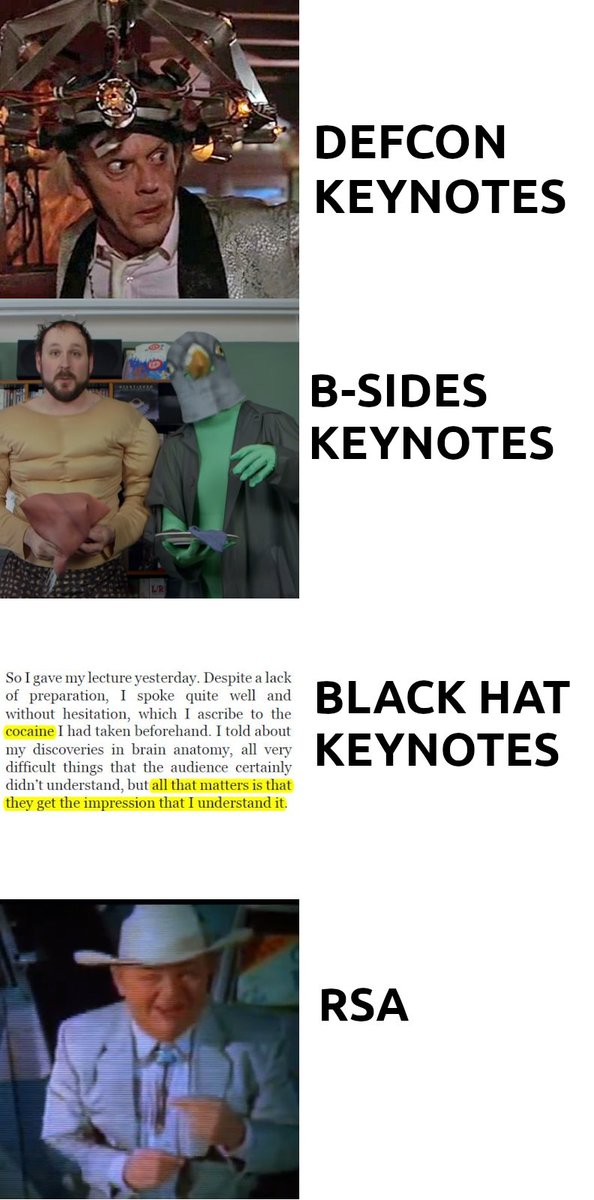 DEFCON
KEYNOTES
B-SIDES
KEYNOTES
So I gave my lecture yesterday. Despite a lack
of preparation, I spoke quite well and
without hesitation, which I ascribe to the
cocaine I had taken beforehand. I told about
my discoveries in brain anatomy, all very
difficult things that the audience certainly
didn't understand, but all that matters is that
they get the impression that I understand it.
BLACK HAT
KEYNOTES
RSA